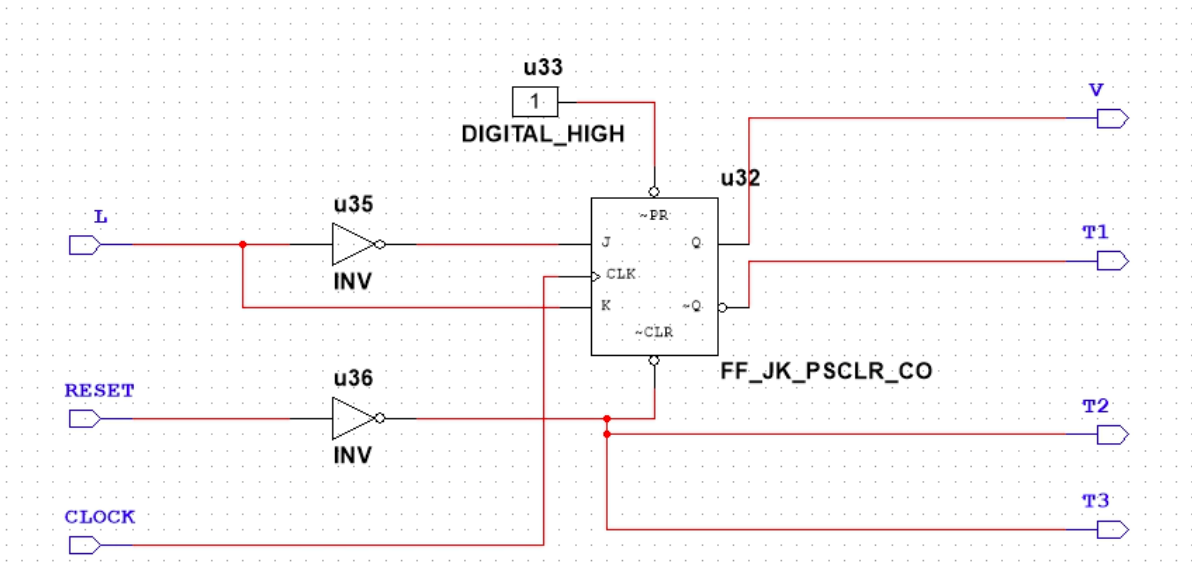 u33
1
DIGITAL_HIGH
V
u32
~PR
L
u35
J
Q
T1
INV
CLK
K
~Q
~CLR
RESET
u36
FF_JK_PSCLR_CO
T2
INV
CLOCK
T3